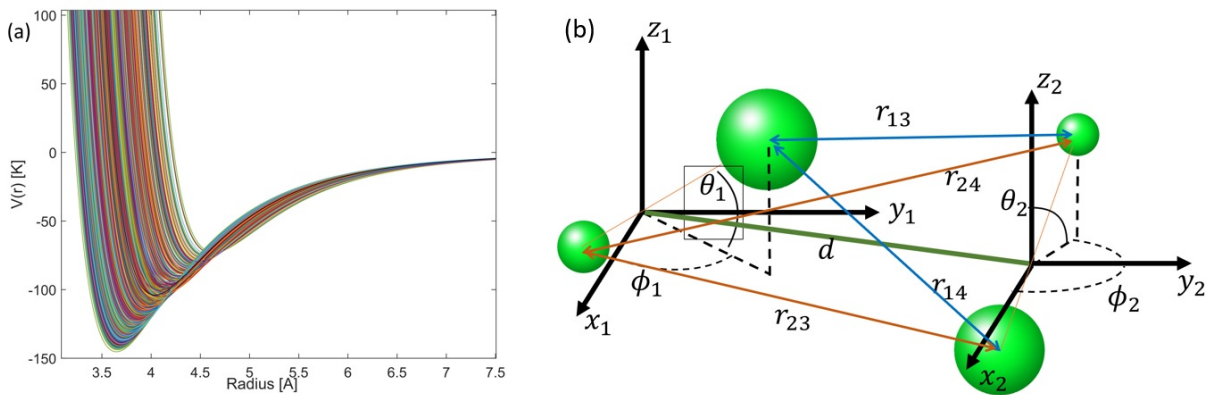 (a)
100
50
0
-50
-100
-150
V(r) [K]
3.5 4 4.5 5 5.5 6 6.5 7 7.5
Radius [A]
(b)
z₁
z₂
r₁₃
r₂₄
θ₁
θ₂
y₁
d
ϕ₁
r₁₄
ϕ₂
y₂
x₁
r₂₃
x₂